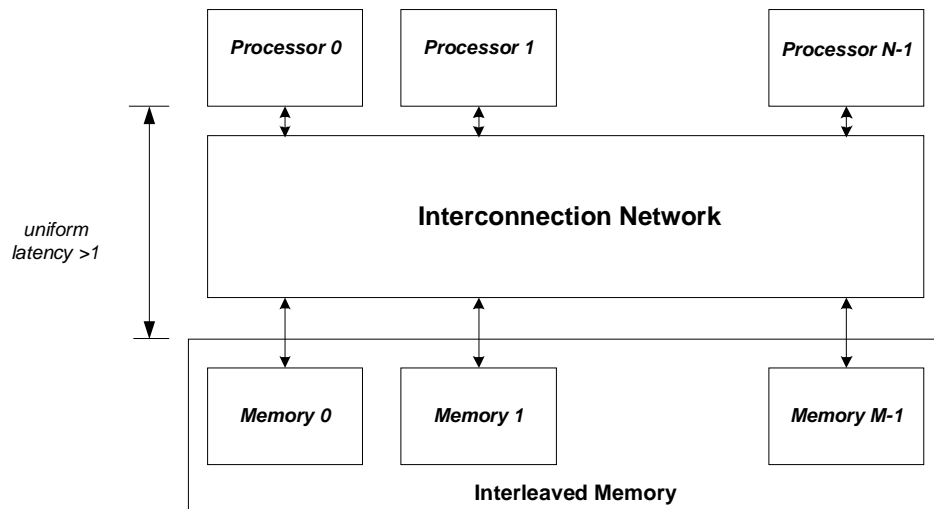 Processor 0
Processor 1
Processor N-1
uniform
latency >1
Interconnection Network
Memory 0
Memory 1
Memory M-1
Interleaved Memory